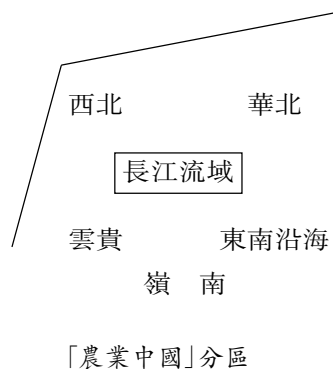 西北 華北
長江流域
雲貴 東南沿海
嶺 南
「農業中國」分區